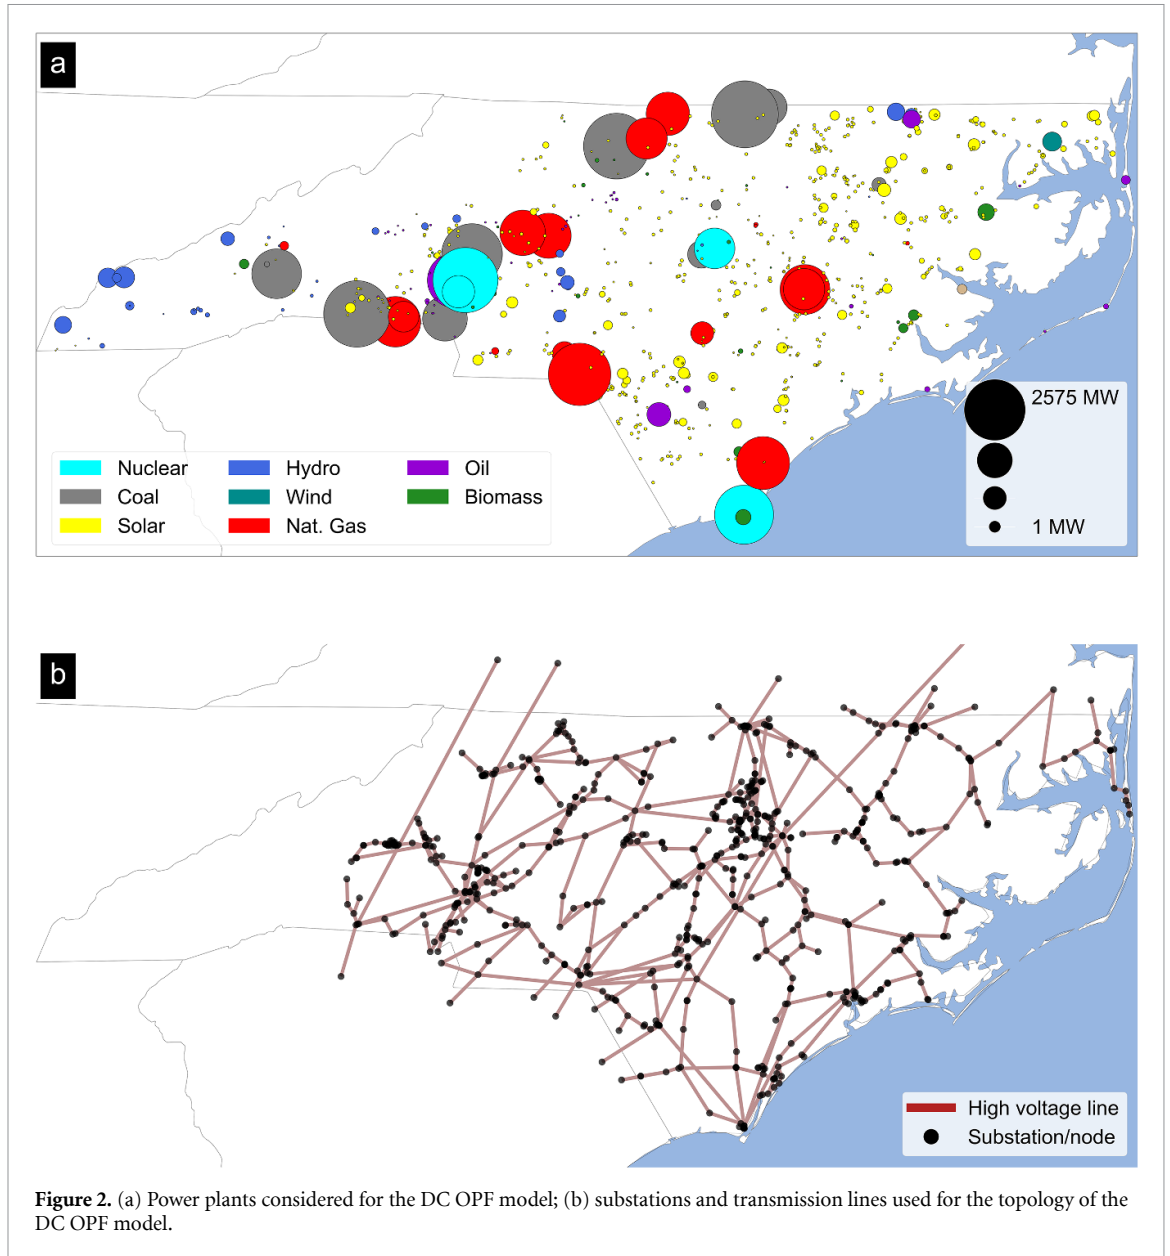 a
2575 MW
1 MW
Nuclear
Hydro
Oil
Coal
Wind
Biomass
Solar
Nat. Gas
b
High voltage line
Substation/node
Figure 2. (a) Power plants considered for the DC OPF model; (b) substations and transmission lines used for the topology of the
DC OPF model.